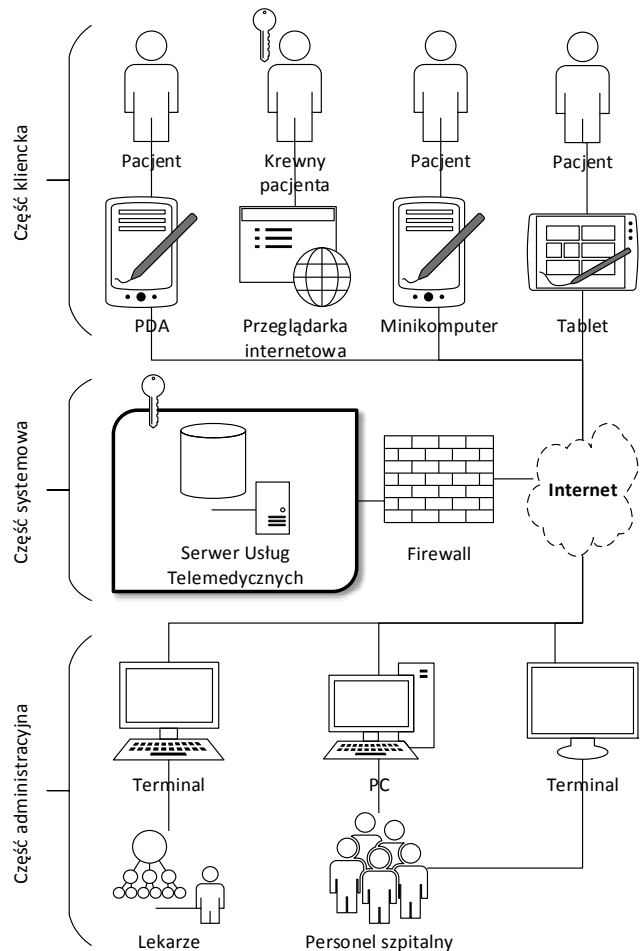 Część kliencka
Pacjent
Krewny
pacjenta
Pacjent
Pacjent
PDA
Przeglądarka
internetowa
Minikomputer
Tablet
Część systemowa
Serwer Usług
Telemedycznych
Firewall
Internet
Część administracyjna
Terminal
PC
Terminal
Lekarze
Personel szpitalny